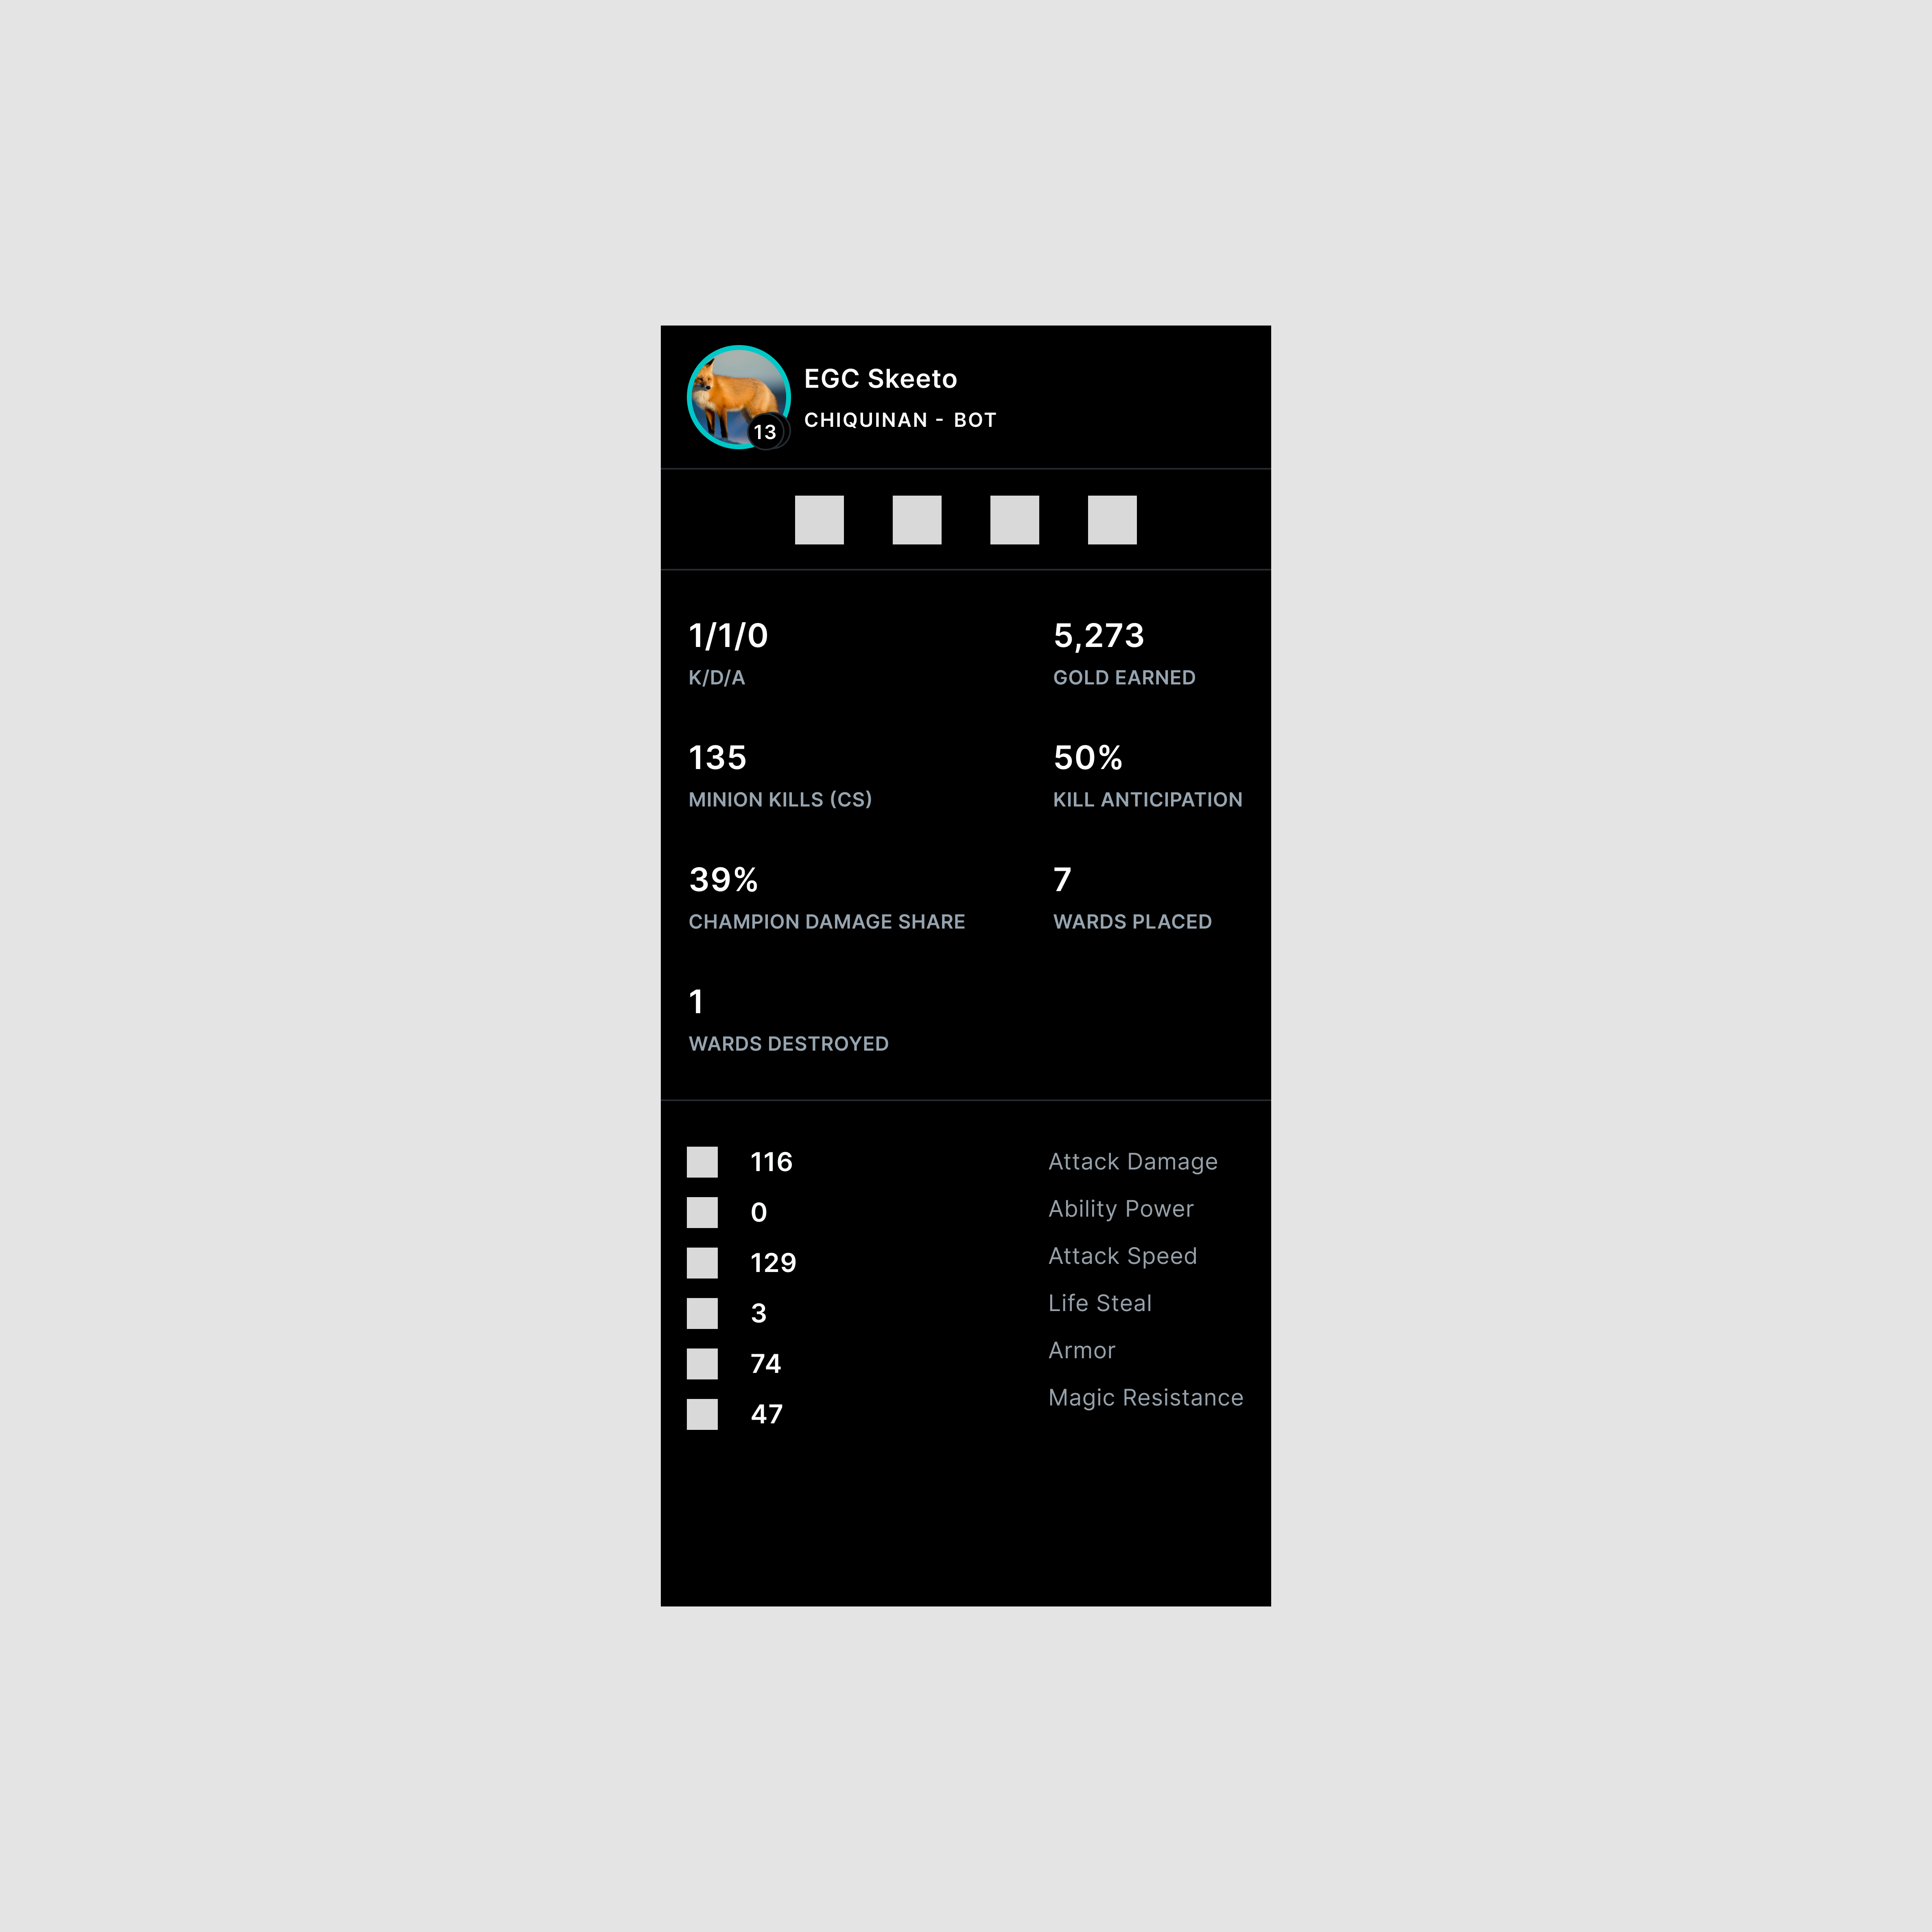 EGC Skeeto
CHIQUINAN - BOT
13
1/1/0
K/D/A
5,273
GOLD EARNED
135
MINION KILLS (CS)
50%
KILL ANTICIPATION
39%
CHAMPION DAMAGE SHARE
7
WARDS PLACED
1
WARDS DESTROYED
116 Attack Damage
0 Ability Power
129 Attack Speed
3 Life Steal
74 Armor
47 Magic Resistance